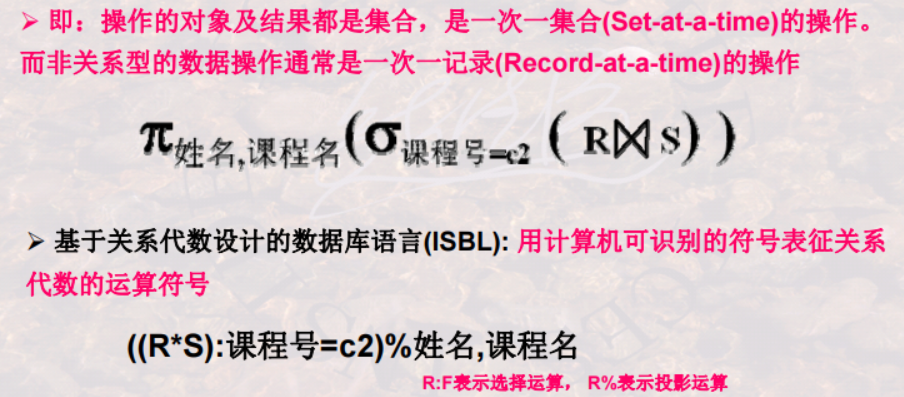 ➢ 即：操作的对象及结果都是集合，是一次一集合(Set-at-a-time)的操作。
而非关系型的数据操作通常是一次一记录(Record-at-a-time)的操作
π姓名,课程名(σ课程号=c2 ( R⋈S) )
➢ 基于关系代数设计的数据库语言(ISBL): 用计算机可识别的符号表征关系
代数的运算符号
((R*S):课程号=c2)%姓名,课程名
R:F表示选择运算， R%表示投影运算